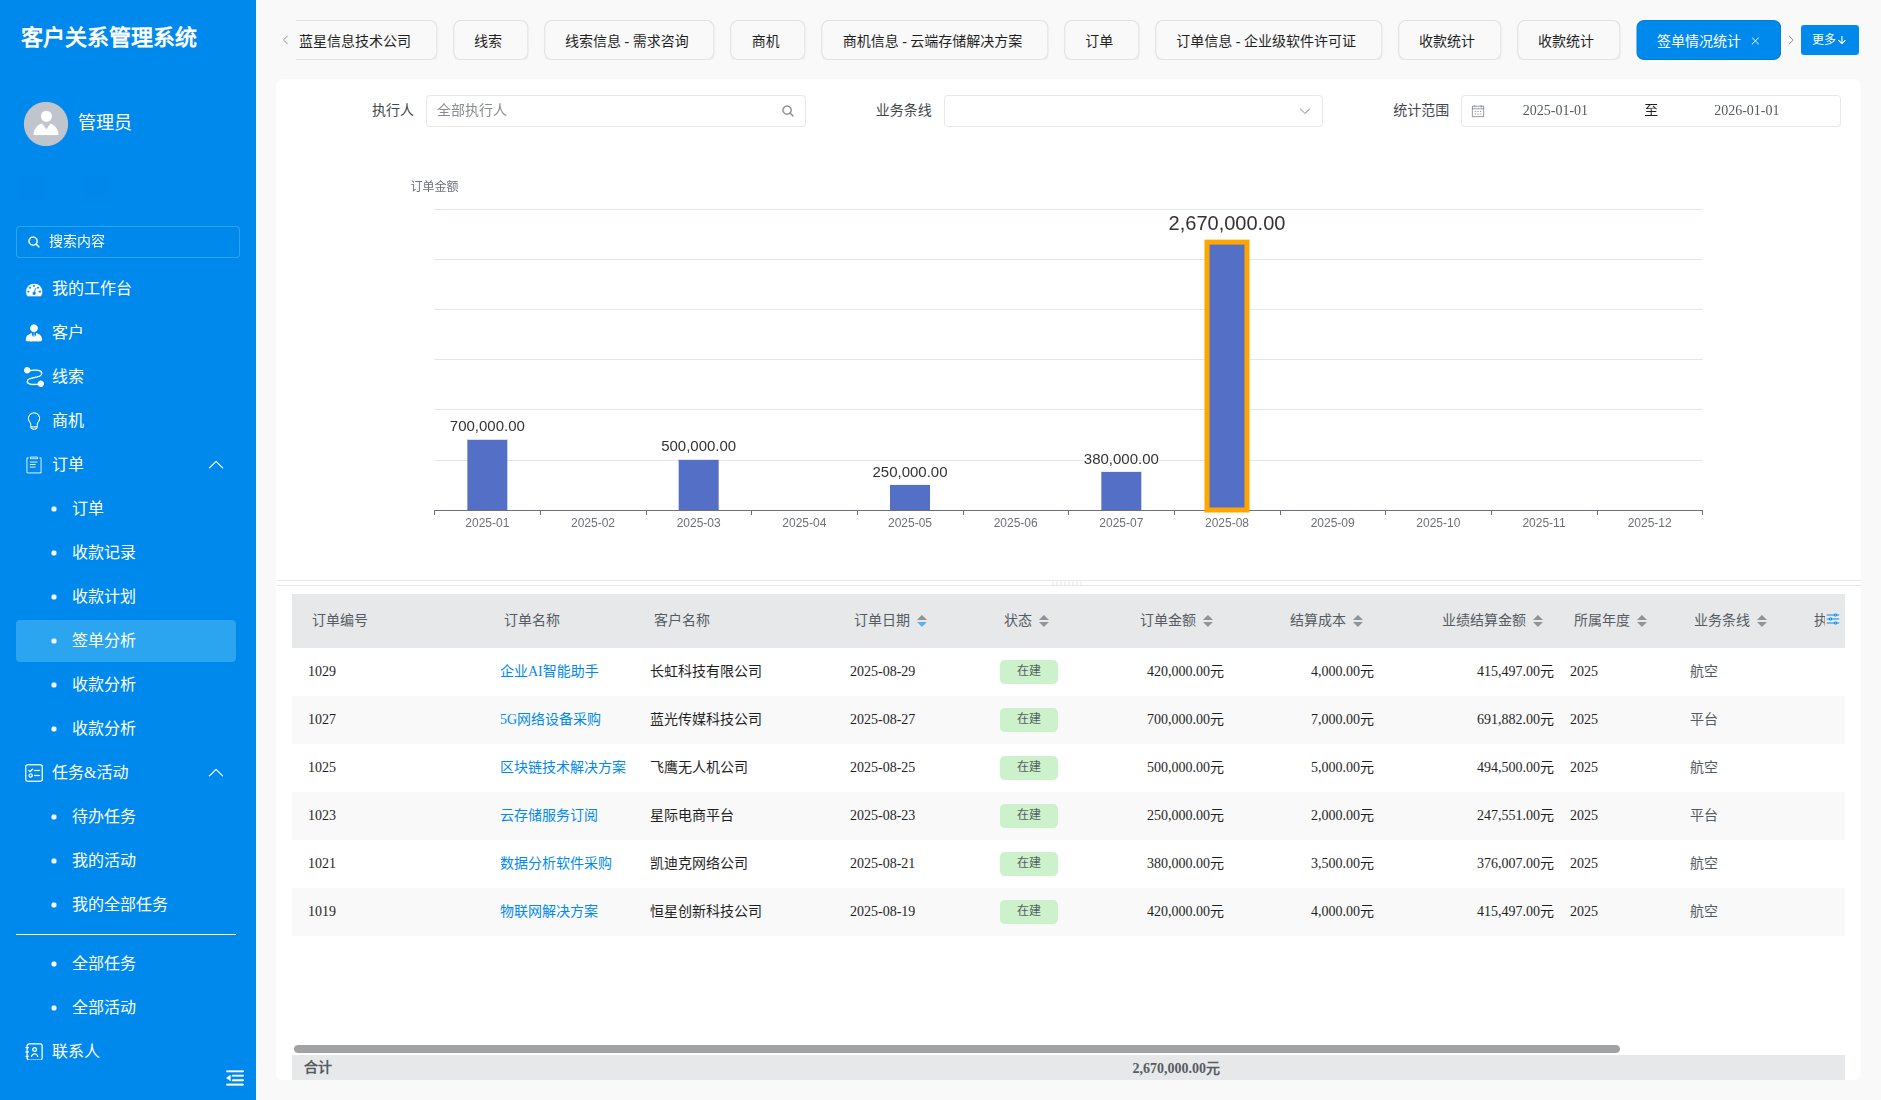 客户关系管理系统
管理员
搜索内容
我的工作台
客户
线索
商机
订单
订单
收款记录
收款计划
签单分析
收款分析
收款分析
任务&活动
待办任务
我的活动
我的全部任务
全部任务
全部活动
联系人
蓝星信息技术公司 线索 线索信息 - 需求咨询 商机 商机信息 - 云端存储解决方案 订单 订单信息 - 企业级软件许可证 收款统计 收款统计 签单情况统计 更多
执行人 全部执行人 业务条线 统计范围 2025-01-01 至 2026-01-01
订单金额
2,670,000.00
700,000.00
500,000.00
380,000.00
250,000.00
2025-01 2025-02 2025-03 2025-04 2025-05 2025-06 2025-07 2025-08 2025-09 2025-10 2025-11 2025-12
订单编号 订单名称 客户名称 订单日期 状态 订单金额 结算成本 业绩结算金额 所属年度 业务条线
1029 企业AI智能助手 长虹科技有限公司 2025-08-29 在建 420,000.00元 4,000.00元 415,497.00元 2025 航空
1027 5G网络设备采购 蓝光传媒科技公司 2025-08-27 在建 700,000.00元 7,000.00元 691,882.00元 2025 平台
1025 区块链技术解决方案 飞鹰无人机公司 2025-08-25 在建 500,000.00元 5,000.00元 494,500.00元 2025 航空
1023 云存储服务订阅 星际电商平台 2025-08-23 在建 250,000.00元 2,000.00元 247,551.00元 2025 平台
1021 数据分析软件采购 凯迪克网络公司 2025-08-21 在建 380,000.00元 3,500.00元 376,007.00元 2025 航空
1019 物联网解决方案 恒星创新科技公司 2025-08-19 在建 420,000.00元 4,000.00元 415,497.00元 2025 航空
合计 2,670,000.00元